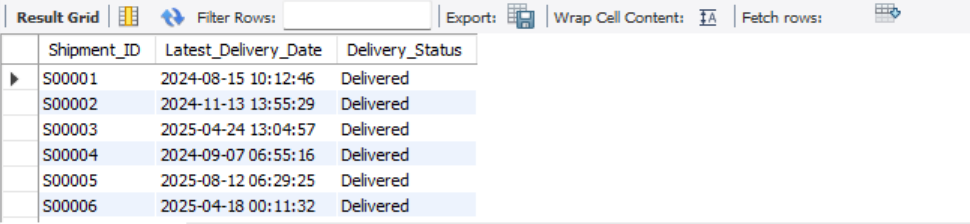 Result Grid Filter Rows: Export: Wrap Cell Content: Fetch rows:
Shipment_ID Latest_Delivery_Date Delivery_Status
S00001 2024-08-15 10:12:46 Delivered
S00002 2024-11-13 13:55:29 Delivered
S00003 2025-04-24 13:04:57 Delivered
S00004 2024-09-07 06:55:16 Delivered
S00005 2025-08-12 06:29:25 Delivered
S00006 2025-04-18 00:11:32 Delivered